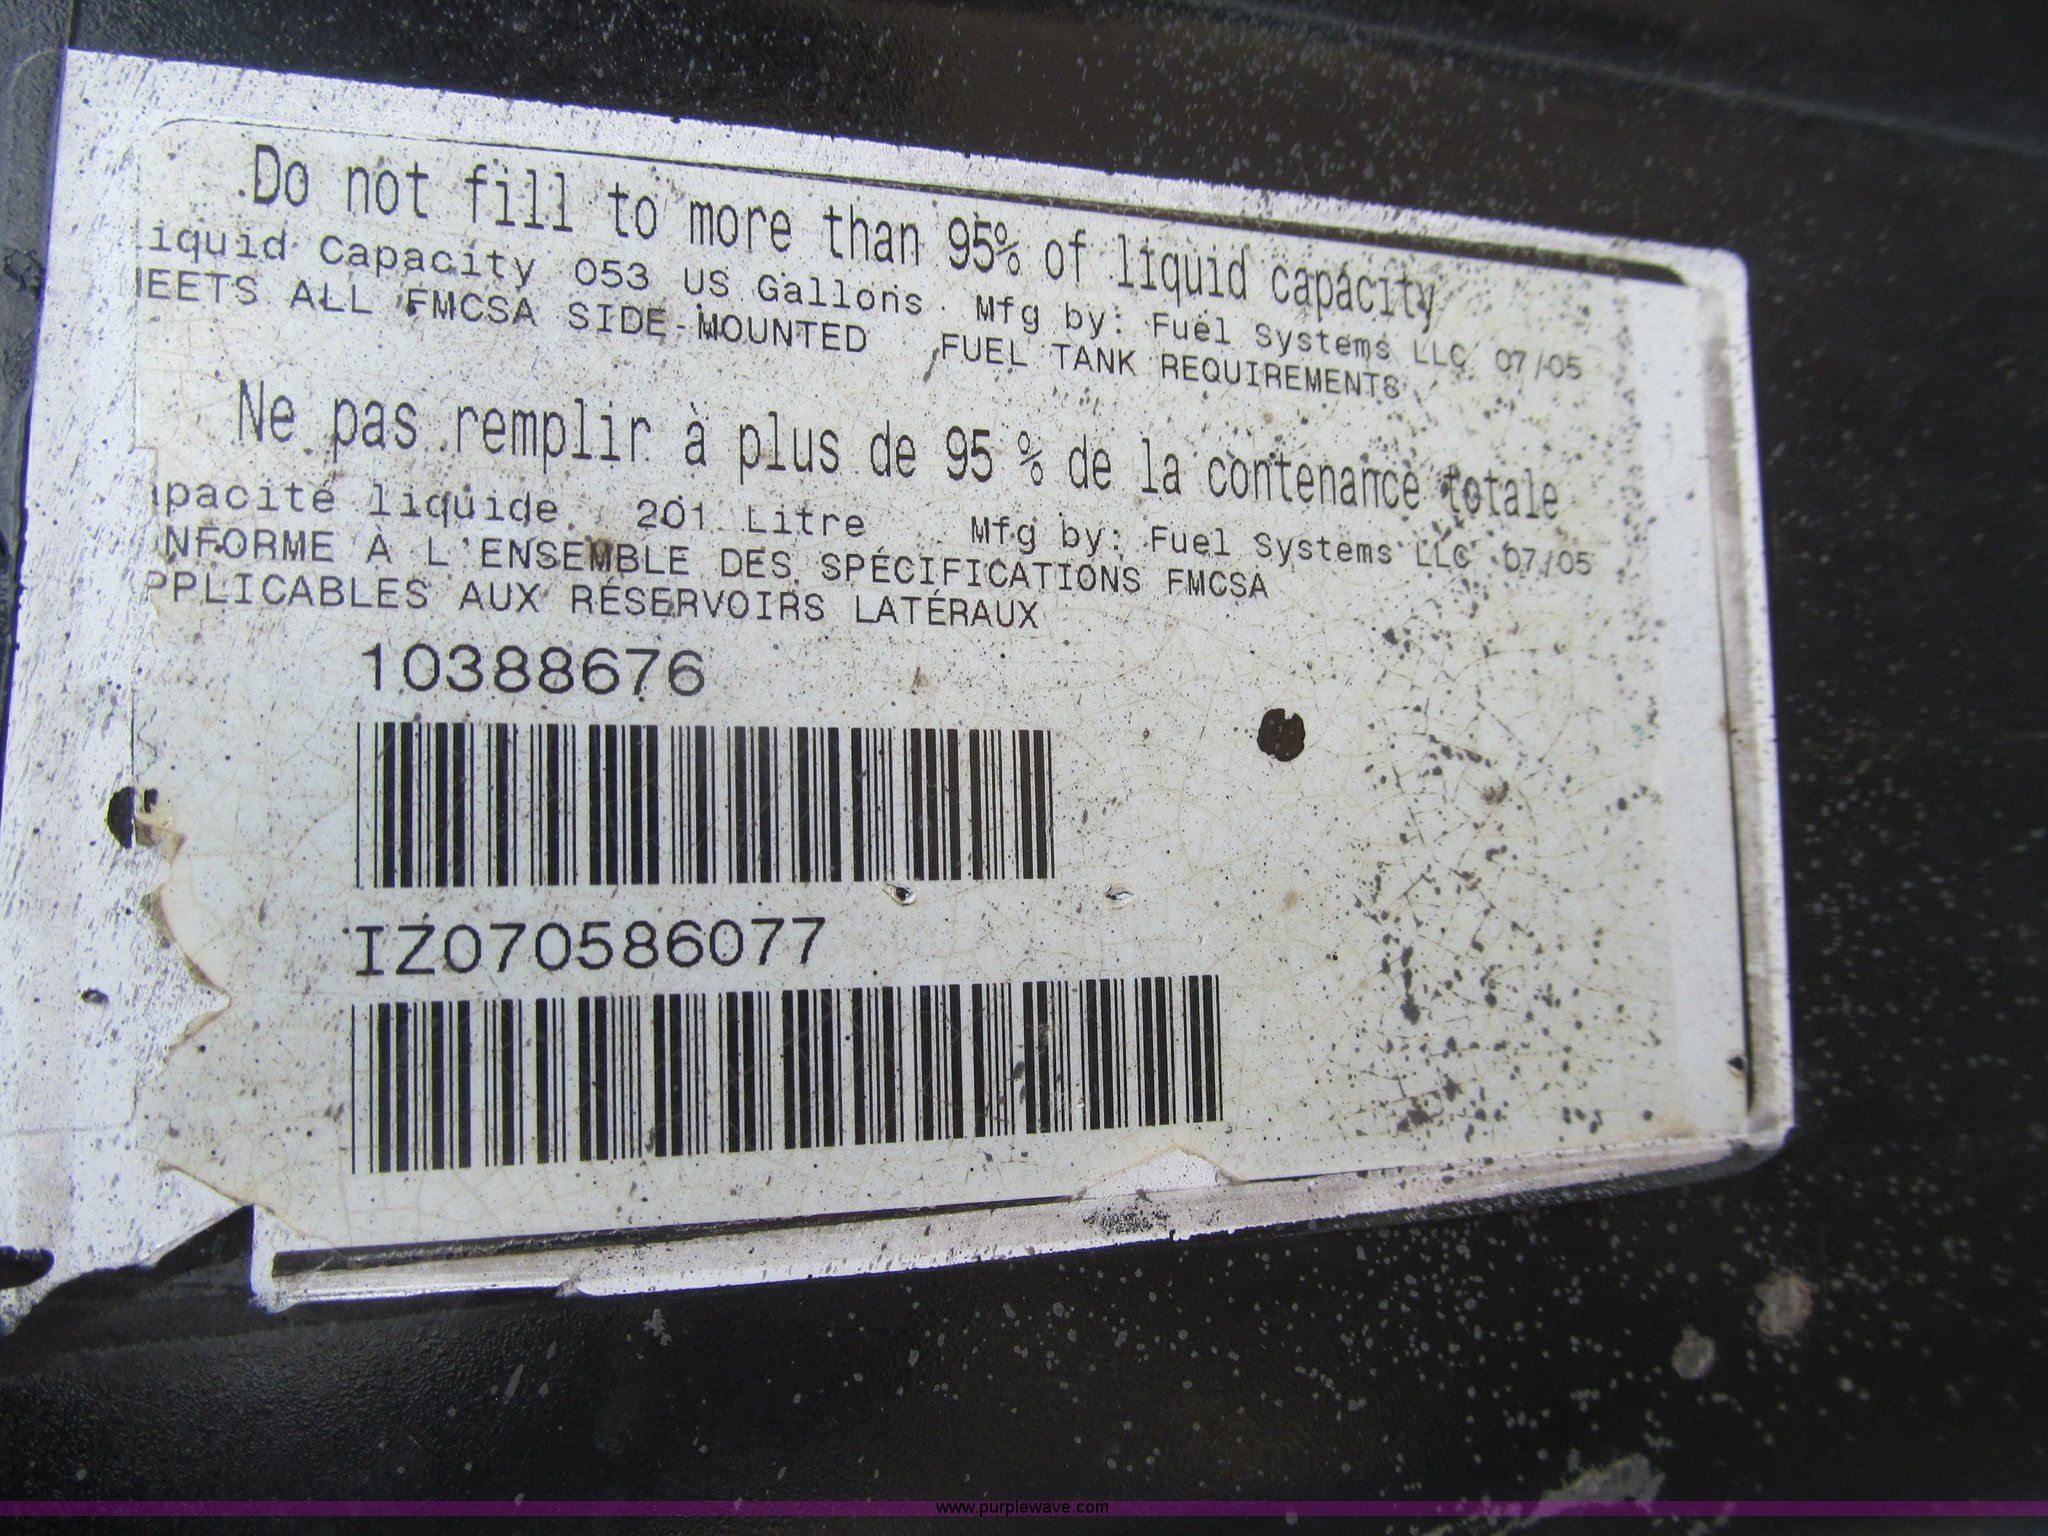 Do not fill to more than 95% of liquid capacity
iquid Capacity 053 US Gallons Mfg by: Fuel Systems LLC 07/05
EETS ALL FMCSA SIDE-MOUNTED FUEL TANK REQUIREMENTS
Ne pas remplir à plus de 95 % de la contenance totale
pacité liquide 201 Litre Mfg by: Fuel Systems LLC 07/05
NFORME À L'ENSEMBLE DES SPÉCIFICATIONS FMCSA
PPLICABLES AUX RÉSERVOIRS LATÉRAUX
10388676
IZ070586077
www.purplewave.com